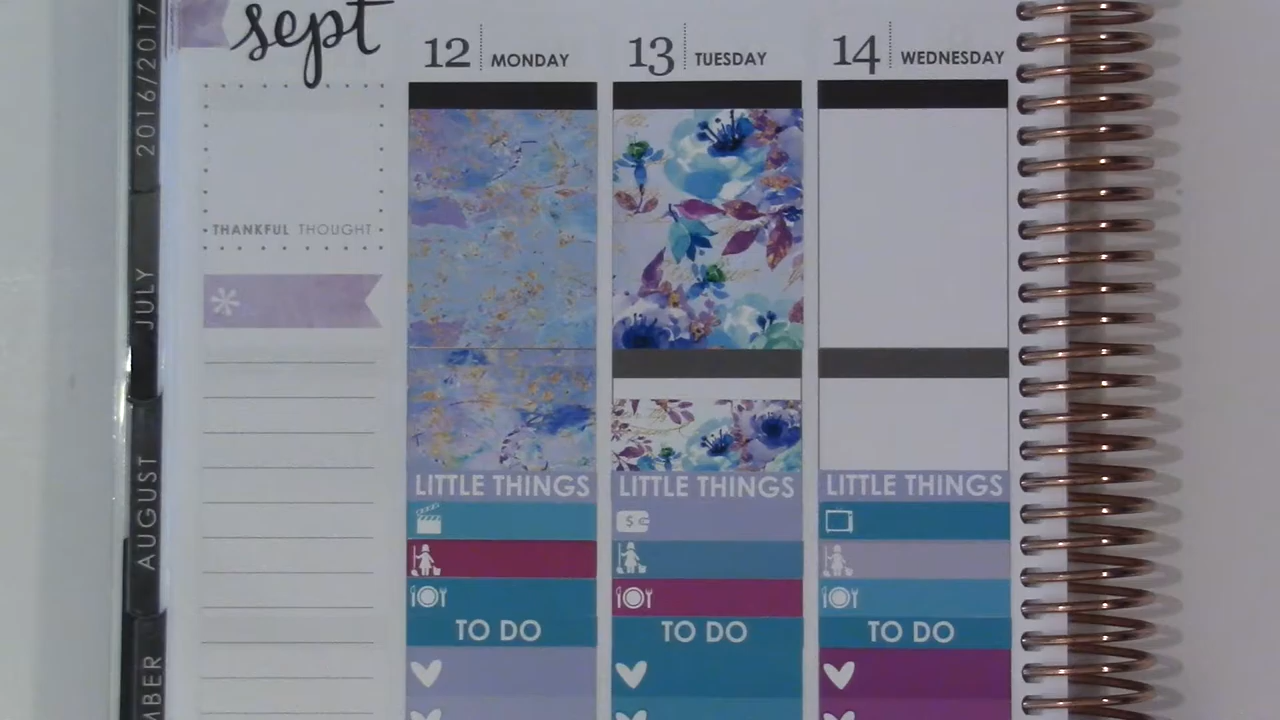 sept
12 MONDAY
13 TUESDAY
14 WEDNESDAY
THANKFUL THOUGHT
LITTLE THINGS
LITTLE THINGS
LITTLE THINGS
$
TO DO
TO DO
TO DO
2016/2017
JULY
AUGUST
MBER